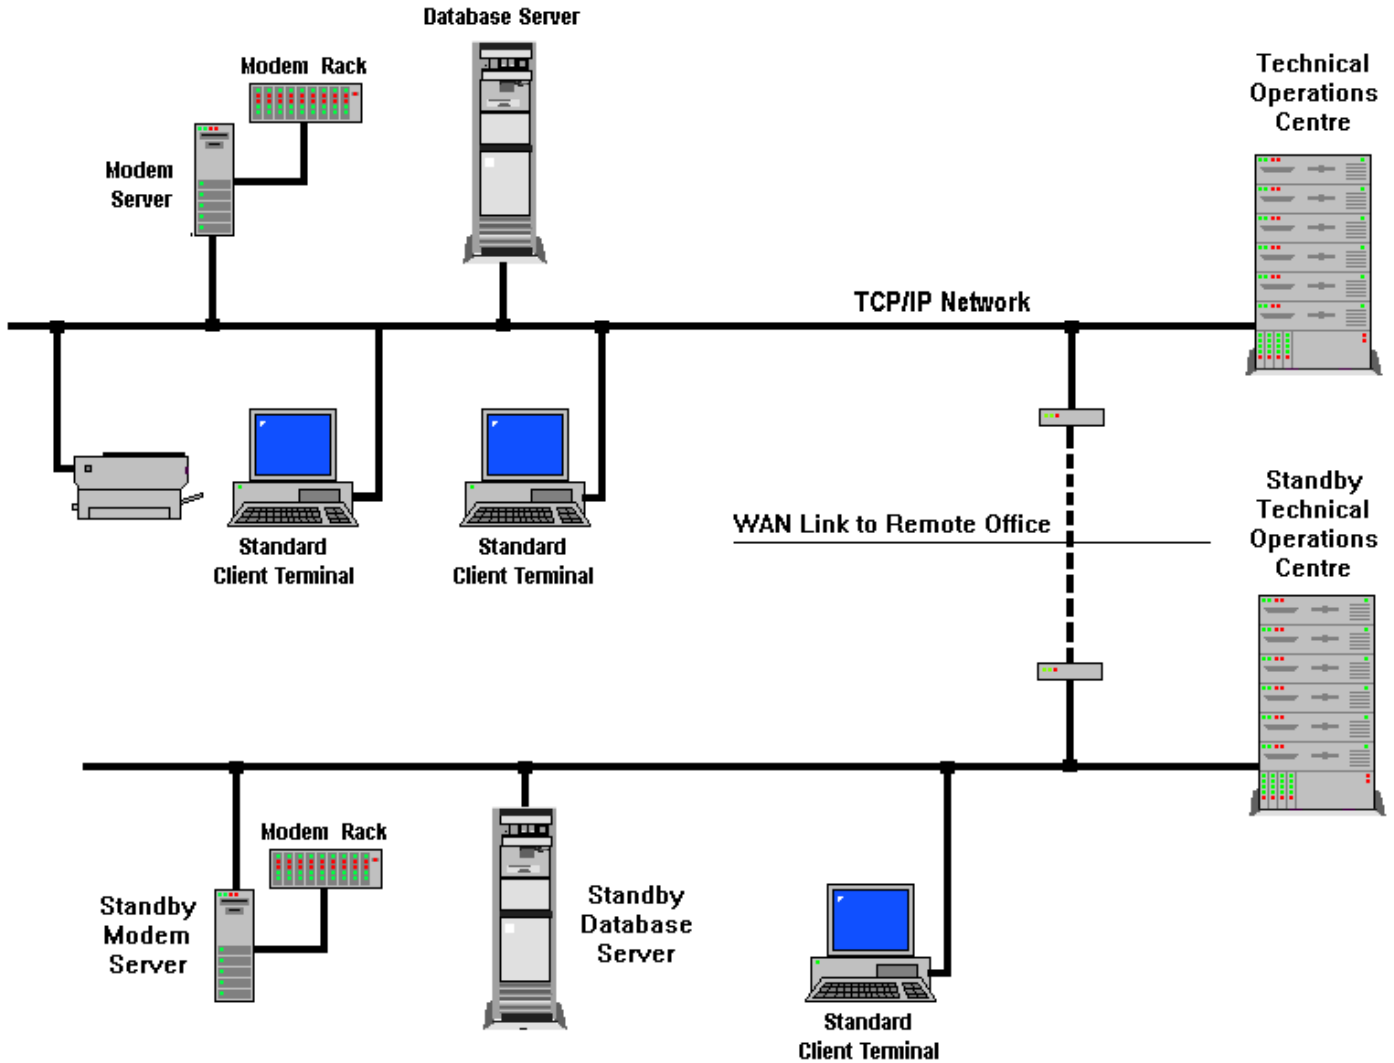 Database Server
Modem Rack
Technical
Operations
Centre
Modem
Server
TCP/IP Network
Standard
Client Terminal
Standard
Client Terminal
WAN Link to Remote Office
Standby
Technical
Operations
Centre
Modem Rack
Standby
Modem
Server
Standby
Database
Server
Standard
Client Terminal